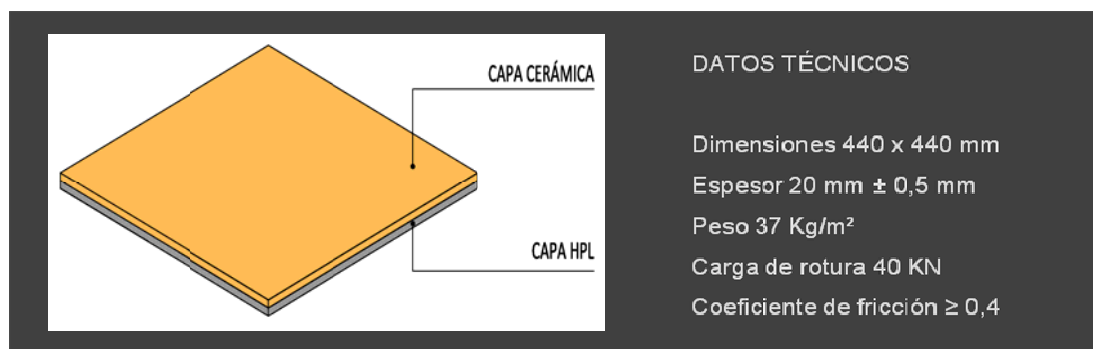 CAPA CERÁMICA
CAPA HPL
DATOS TÉCNICOS
Dimensiones 440 x 440 mm
Espesor 20 mm ± 0,5 mm
Peso 37 Kg/m²
Carga de rotura 40 KN
Coeficiente de fricción ≥ 0,4